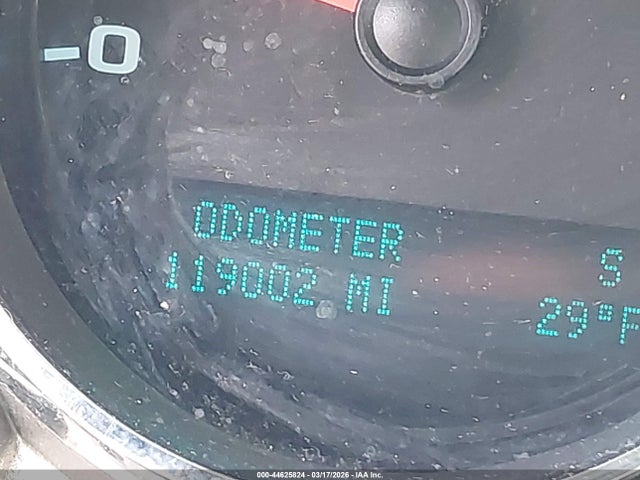 -0
ODOMETER
S
119002 MI
29°F
000-44625824 - 03/17/2026 - IAA Inc.